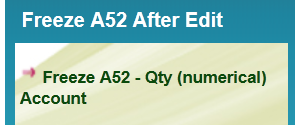 Freeze A52 After Edit
Freeze A52 - Qty (numerical)
Account